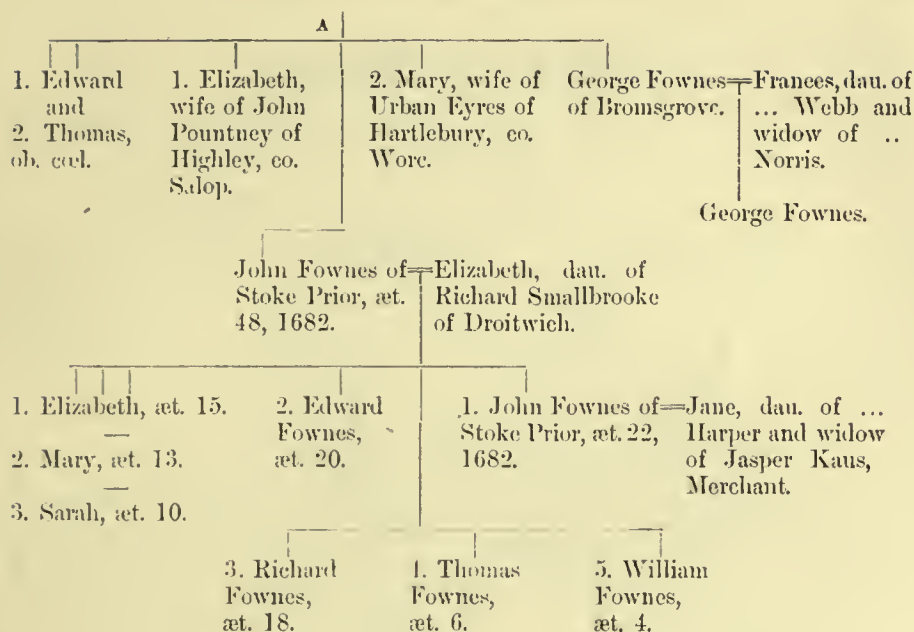 A
1. Edward
and
2. Thomas,
ob. cœl.
1. Elizabeth,
wife of John
Pountney of
Highley, co.
Salop.
2. Mary, wife of
Urban Eyres of
Hartlebury, co.
Worc.
George Fownes=Frances, dau. of
of Bromsgrove.
... Webb and
widow of ..
Norris.
George Fownes.
John Fownes of=Elizabeth, dau. of
Stoke Prior, æt.
48, 1682.
Richard Smallbrooke
of Droitwich.
1. Elizabeth, æt. 15.
2. Mary, æt. 13.
3. Sarah, æt. 10.
2. Edward
Fownes,
æt. 20.
1. John Fownes of=Jane, dau. of ...
Stoke Prior, æt. 22,
1682.
Harper and widow
of Jasper Kaus,
Merchant.
3. Richard
Fownes,
æt. 18.
4. Thomas
Fownes,
æt. 6.
5. William
Fownes,
æt. 4.